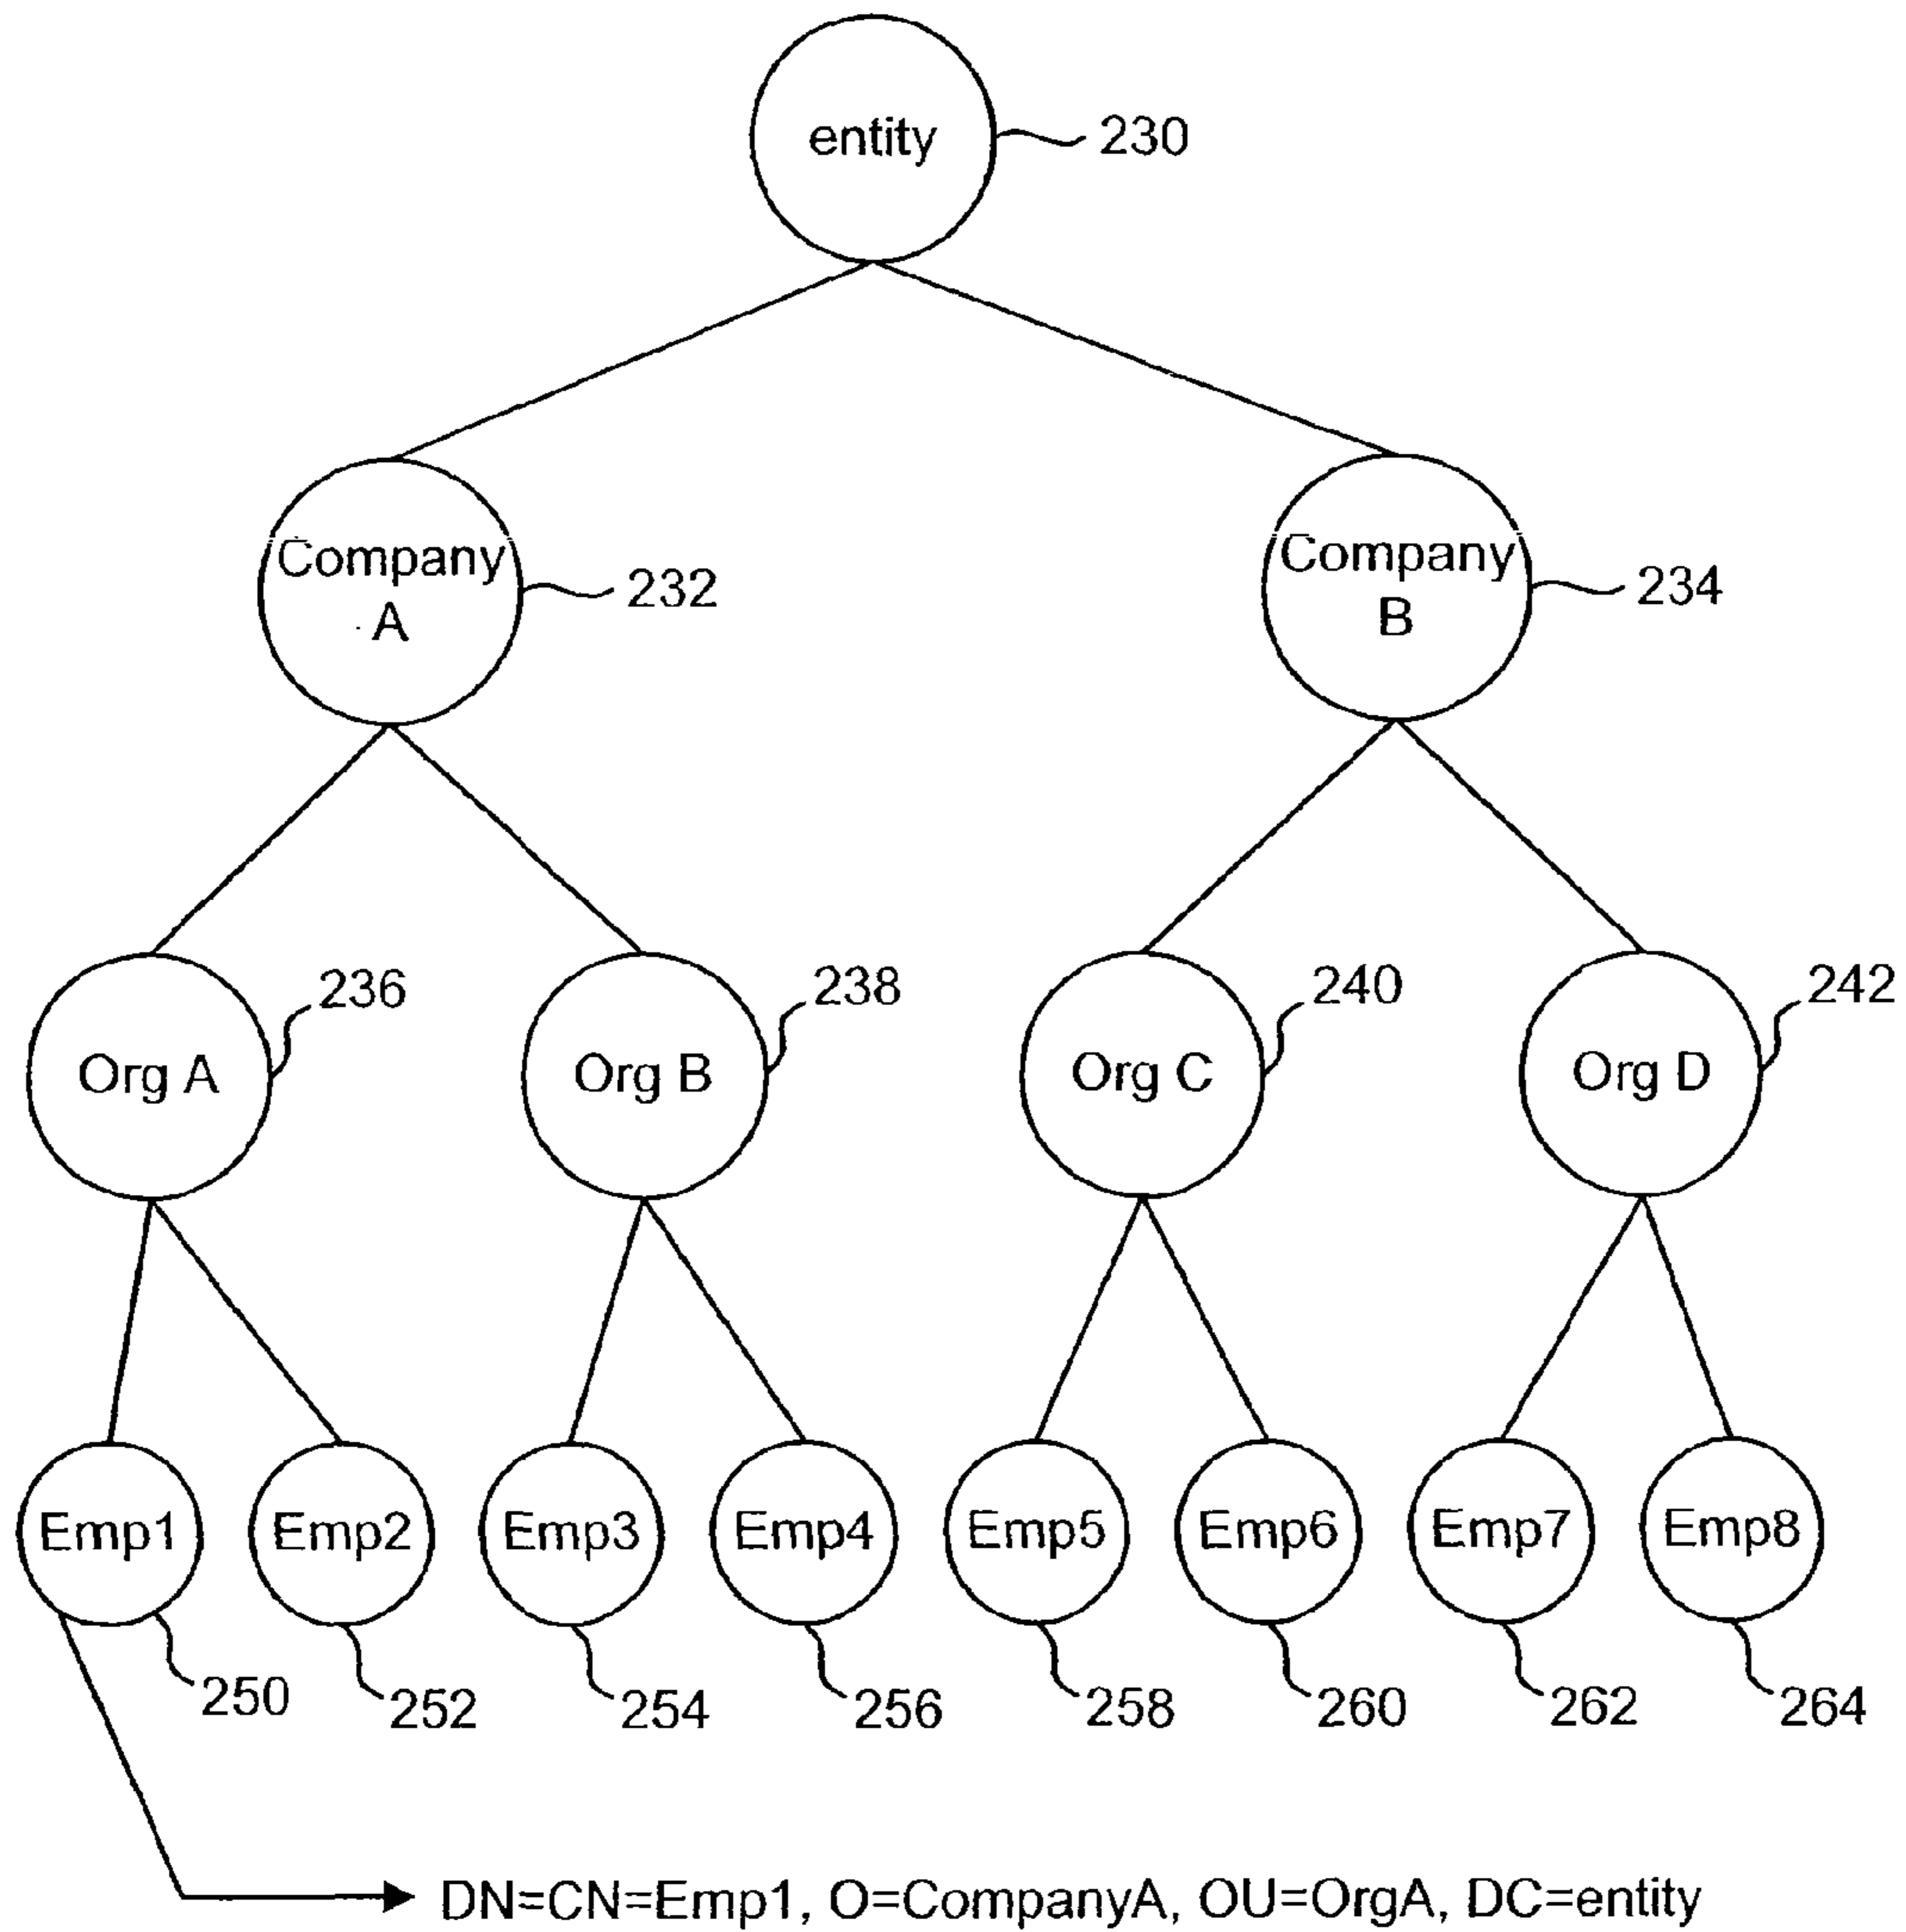 entity
230
Company
A
232
Company
B
234
Org A
236
Org B
238
Org C
240
Org D
242
Emp1
Emp2
Emp3
Emp4
Emp5
Emp6
Emp7
Emp8
250
252
254
256
258
260
262
264
DN=CN=Emp1, O=CompanyA, OU=OrgA, DC=entity